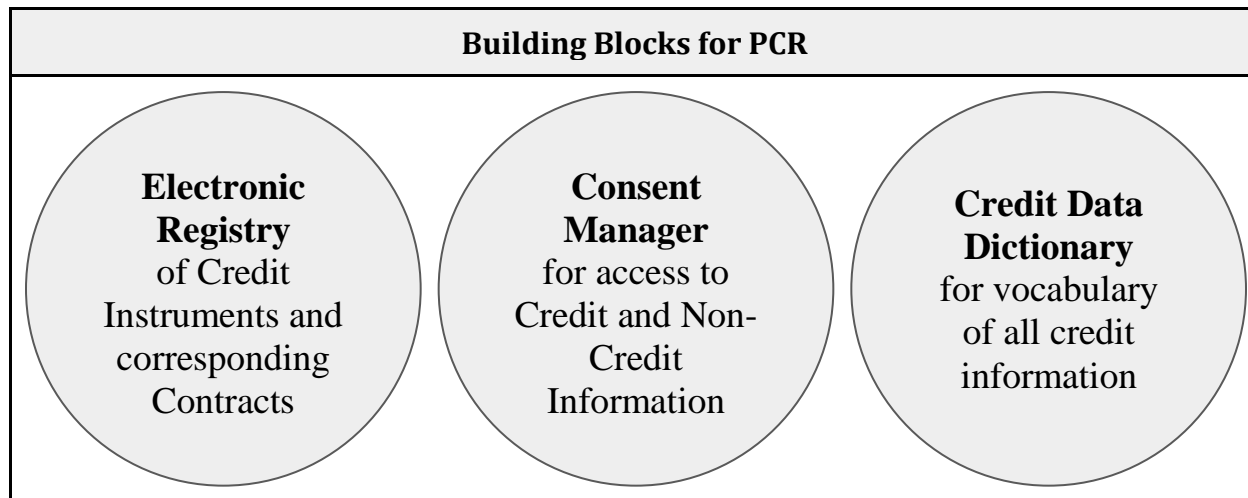 Building Blocks for PCR
Electronic
Registry
of Credit
Instruments and
corresponding
Contracts
Consent
Manager
for access to
Credit and Non-
Credit
Information
Credit Data
Dictionary
for vocabulary
of all credit
information